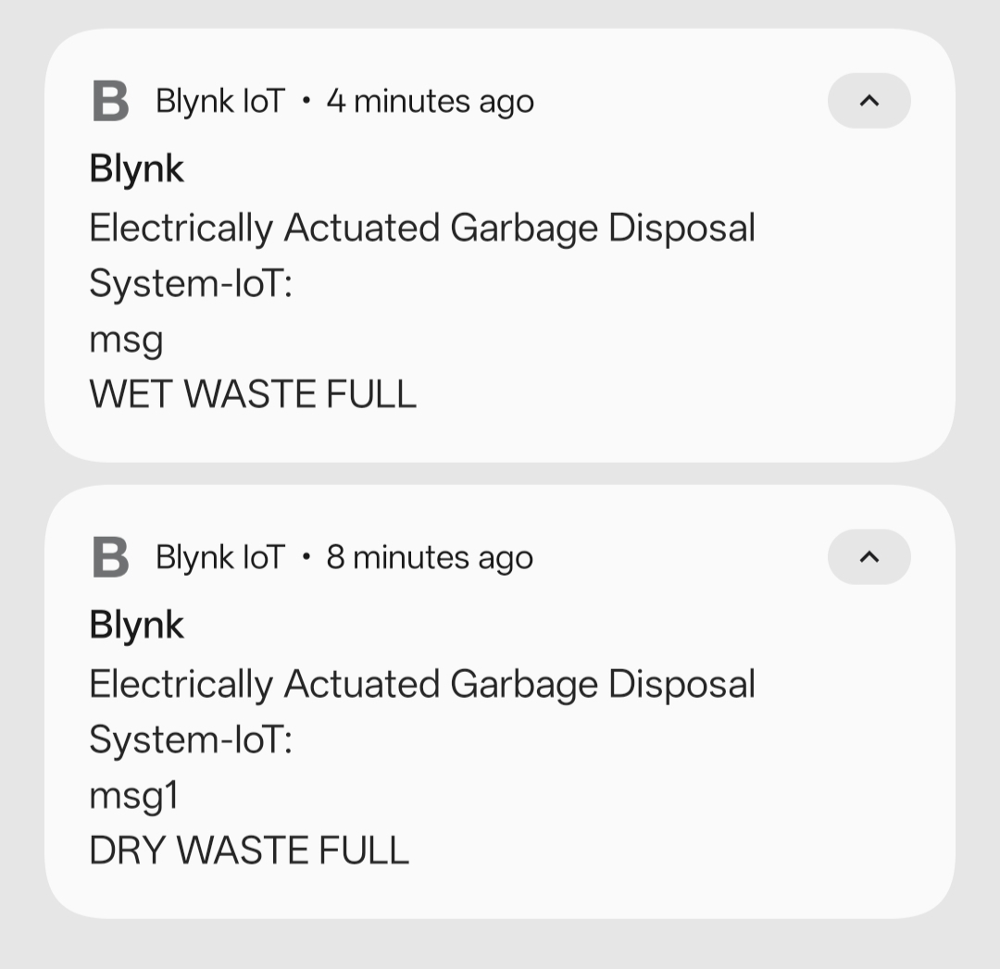 B Blynk IoT • 4 minutes ago
Blynk
Electrically Actuated Garbage Disposal
System-IoT:
msg
WET WASTE FULL
B Blynk IoT • 8 minutes ago
Blynk
Electrically Actuated Garbage Disposal
System-IoT:
msg1
DRY WASTE FULL